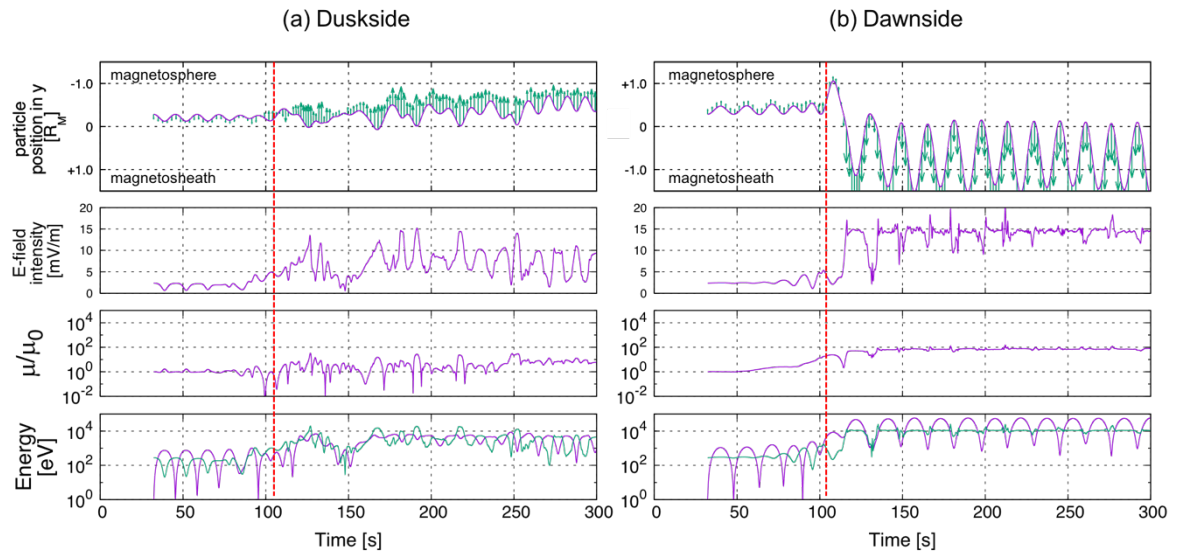 (a) Duskside
(b) Dawnside
particle
position in y
[R_M]
-1.0
0
+1.0
magnetosphere
magnetosheath
+1.0
0
-1.0
magnetosphere
magnetosheath
E-field
intensity
[mV/m]
20
15
10
5
0
20
15
10
5
0
μ/μ0
10^4
10^2
10^0
10^-2
10^4
10^2
10^0
10^-2
Energy
[eV]
10^4
10^2
10^0
10^4
10^2
10^0
0 50 100 150 200 250 300
0 50 100 150 200 250 300
Time [s]
Time [s]